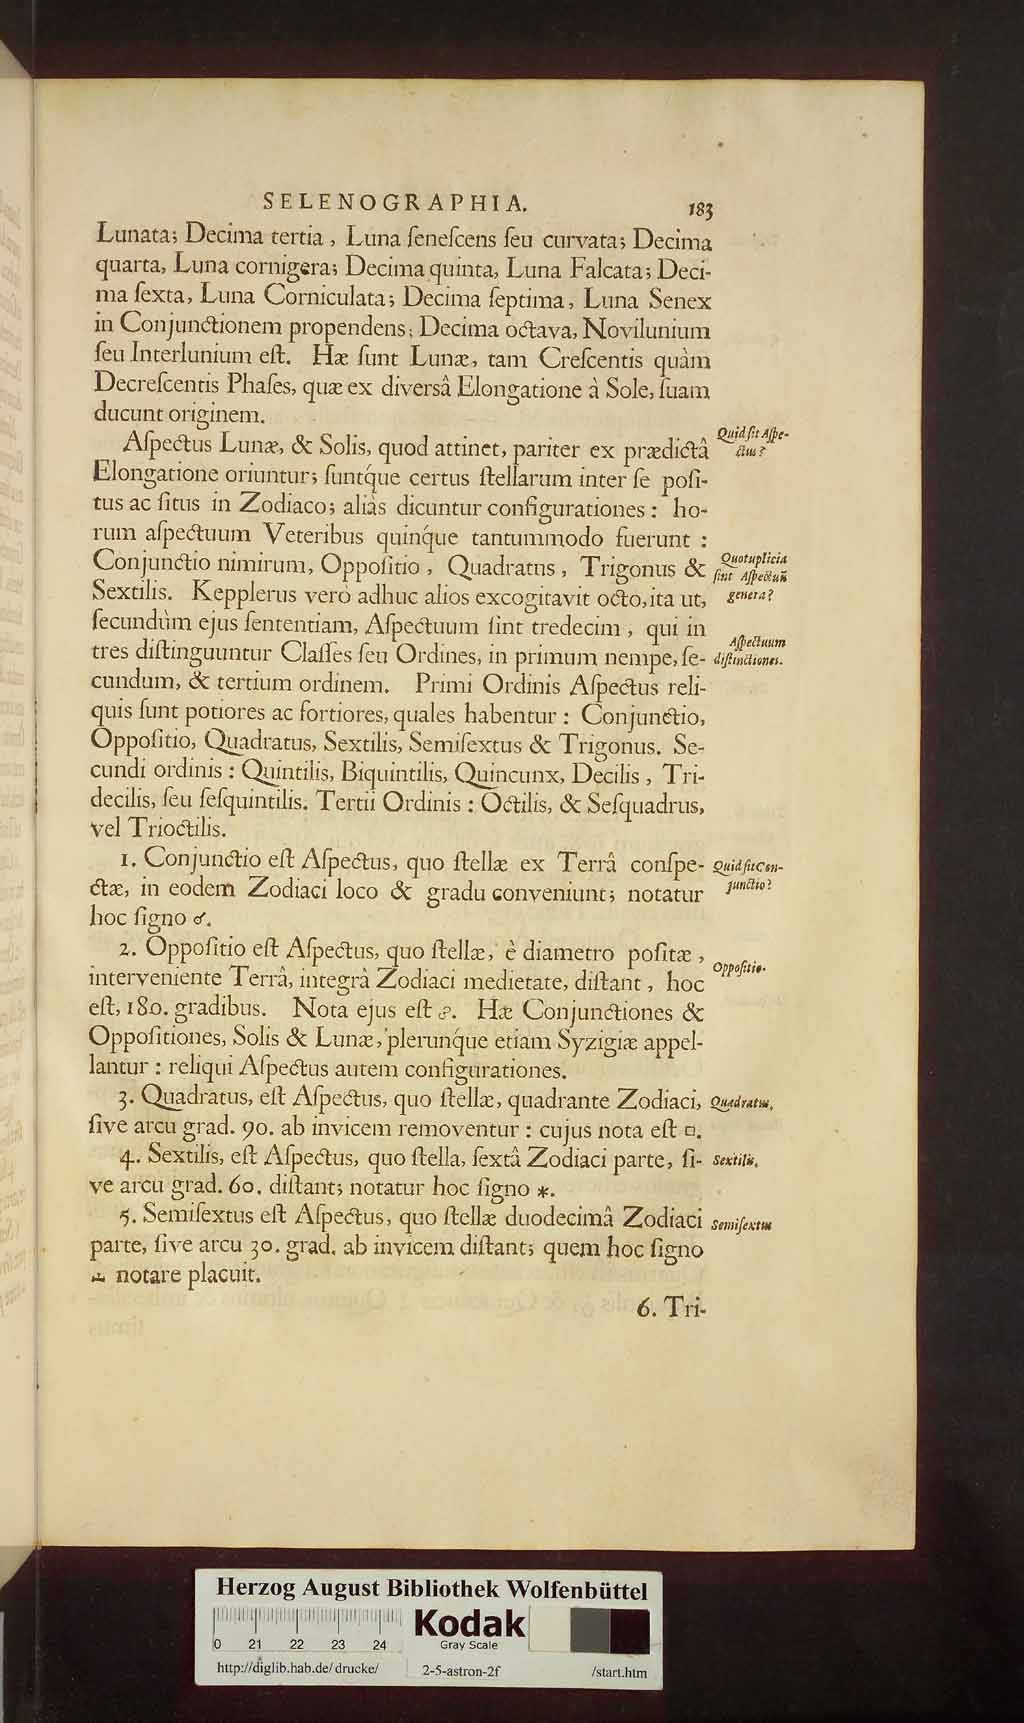 SELENOGRAPHIA. 183
Lunata; Decima tertia, Luna ſeneſcens ſeu curvata; Decima
quarta, Luna cornigera; Decima quinta, Luna Falcata; Deci-
ma ſexta, Luna Corniculata; Decima ſeptima, Luna Senex
in Conjunctionem propendens; Decima octava, Novilunium
ſeu Interlunium eſt. Hæ ſunt Lunæ, tam Creſcentis quàm
Decreſcentis Phaſes, quæ ex diversâ Elongatione à Sole, ſuam
ducunt originem.
Aſpectus Lunæ, & Solis, quod attinet, pariter ex prædictâ
Quid ſit Aſpe-
ctus?
Elongatione oriuntur; ſuntq́ue certus ſtellarum inter ſe poſi-
tus ac ſitus in Zodiaco; aliàs dicuntur configurationes: ho-
rum aſpectuum Veteribus quinq́ue tantummodo fuerunt:
Conjunctio nimirum, Oppoſitio, Quadratus, Trigonus &
Quotuplicia
ſint Aſpectuũ
genera?
Sextilis. Kepplerus verò adhuc alios excogitavit octo, ita ut,
ſecundùm ejus ſententiam, Aſpectuum ſint tredecim, qui in
Aſpectuum
diſtinctiones.
tres diſtinguuntur Claſſes ſeu Ordines, in primum nempe, ſe-
cundum, & tertium ordinem. Primi Ordinis Aſpectus reli-
quis ſunt potiores ac fortiores, quales habentur: Conjunctio,
Oppoſitio, Quadratus, Sextilis, Semiſextus & Trigonus. Se-
cundi ordinis: Quintilis, Biquintilis, Quincunx, Decilis, Tri-
decilis, ſeu ſeſquintilis. Tertii Ordinis: Octilis, & Seſquadrus,
vel Trioctilis.
1. Conjunctio eſt Aſpectus, quo ſtellæ ex Terrâ conſpe-
Quid ſit Con-
junctio?
ctæ, in eodem Zodiaci loco & gradu conveniunt; notatur
hoc ſigno ☌.
2. Oppoſitio eſt Aſpectus, quo ſtellæ, è diametro poſitæ,
Oppoſitio.
interveniente Terrâ, integrâ Zodiaci medietate, diſtant, hoc
eſt, 180. gradibus. Nota ejus eſt ☍. Hæ Conjunctiones &
Oppoſitiones, Solis & Lunæ, plerunq́ue etiam Syzigiæ appel-
lantur: reliqui Aſpectus autem configurationes.
3. Quadratus, eſt Aſpectus, quo ſtellæ, quadrante Zodiaci,
Quadratus.
ſive arcu grad. 90. ab invicem removentur: cujus nota eſt □.
4. Sextilis, eſt Aſpectus, quo ſtella, ſextâ Zodiaci parte, ſi-
Sextilis.
ve arcu grad. 60. diſtant; notatur hoc ſigno ⚹.
5. Semiſextus eſt Aſpectus, quo ſtellæ duodecimâ Zodiaci
Semiſextus
parte, ſive arcu 30. grad. ab invicem diſtant; quem hoc ſigno
⚺ notare placuit.
6. Tri-
Herzog August Bibliothek Wolfenbüttel
Kodak
Gray Scale
0 21 22 23 24
http://diglib.hab.de/drucke/ 2-5-astron-2f /start.htm